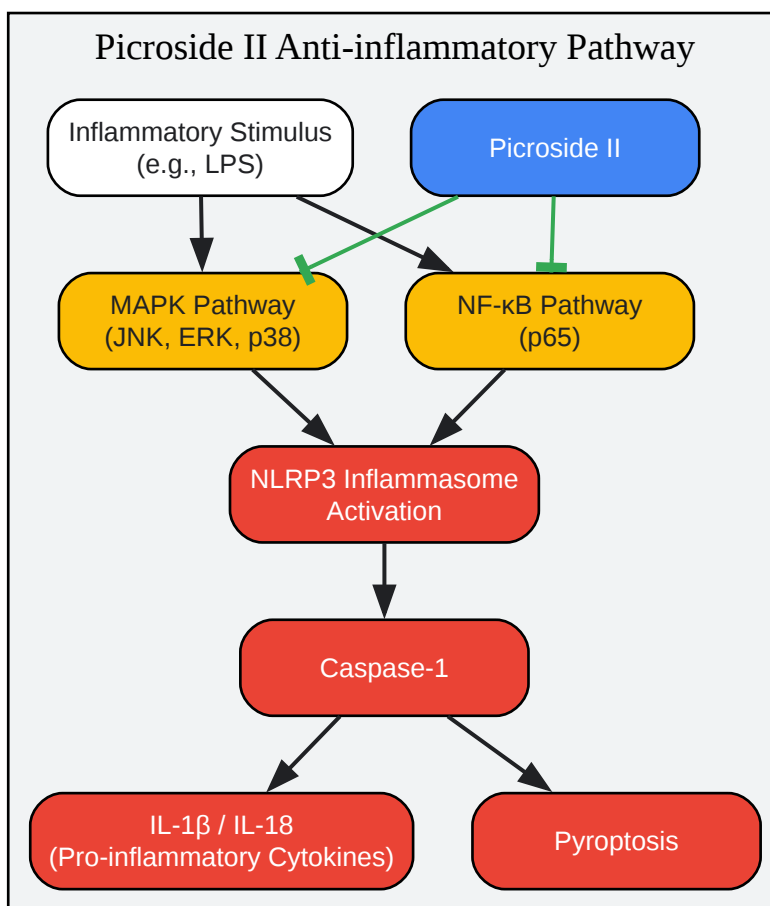 Picroside II Anti-inflammatory Pathway
Inflammatory Stimulus
(e.g., LPS)
Picroside II
MAPK Pathway
(JNK, ERK, p38)
NF-κB Pathway
(p65)
NLRP3 Inflammasome
Activation
Caspase-1
IL-1β / IL-18
(Pro-inflammatory Cytokines)
Pyroptosis